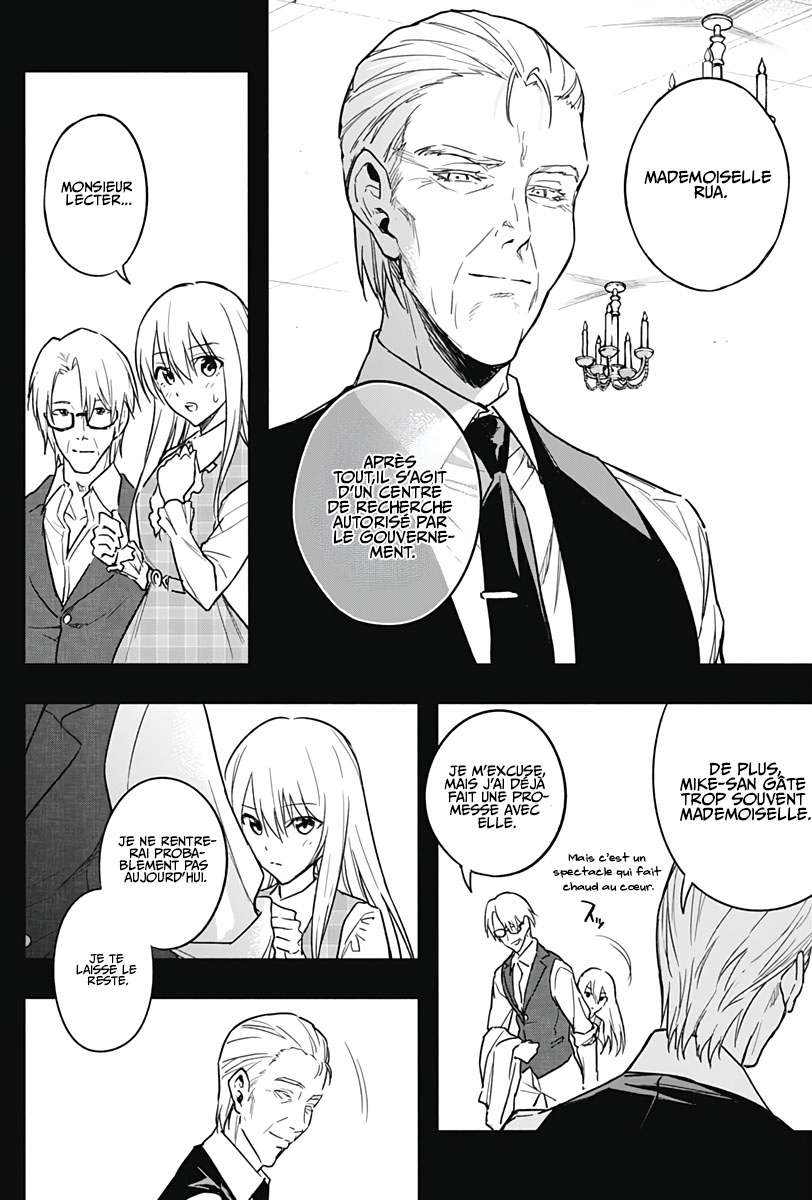 MADEMOISELLE
RUA.
APRÈS
TOUT,IL S'AGIT
D'UN CENTRE
DE RECHERCHE
AUTORISÉ PAR
LE GOUVERNE-
MENT.
MONSIEUR
LECTER...
DE PLUS,
MIKE-SAN GÂTE
TROP SOUVENT
MADEMOISELLE.
JE M'EXCUSE,
MAIS J'AI DÉJÀ
FAIT UNE PRO-
MESSE AVEC
ELLE.
Mais c'est un
spectacle qui fait
chaud au cœur.
スッ
JE NE RENTRE-
RAI PROBA-
BLEMENT PAS
AUJOURD'HUI.
JE TE
LAISSE LE
RESTE.